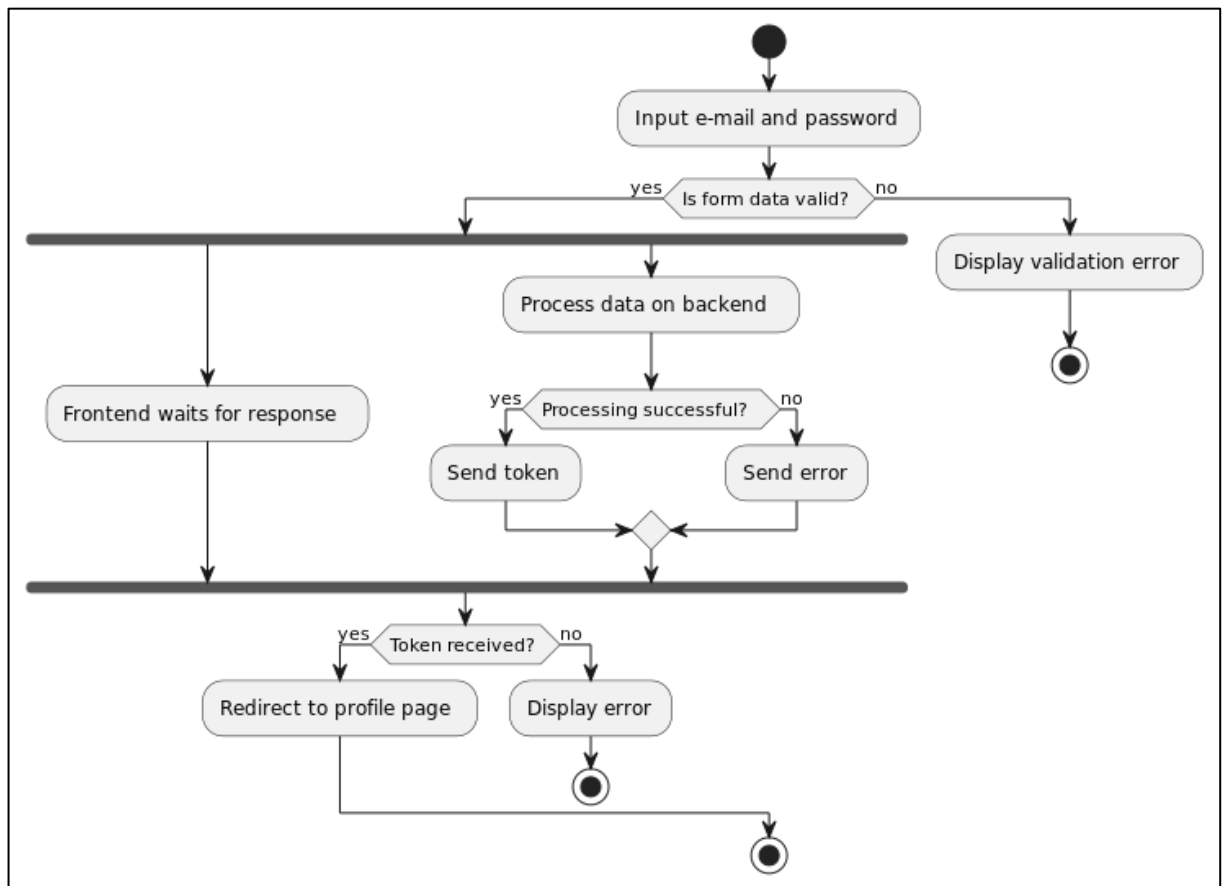 Input e-mail and password
yes
Is form data valid?
no
Display validation error
Process data on backend
Frontend waits for response
yes
Processing successful?
no
Send token
Send error
yes
Token received?
no
Redirect to profile page
Display error